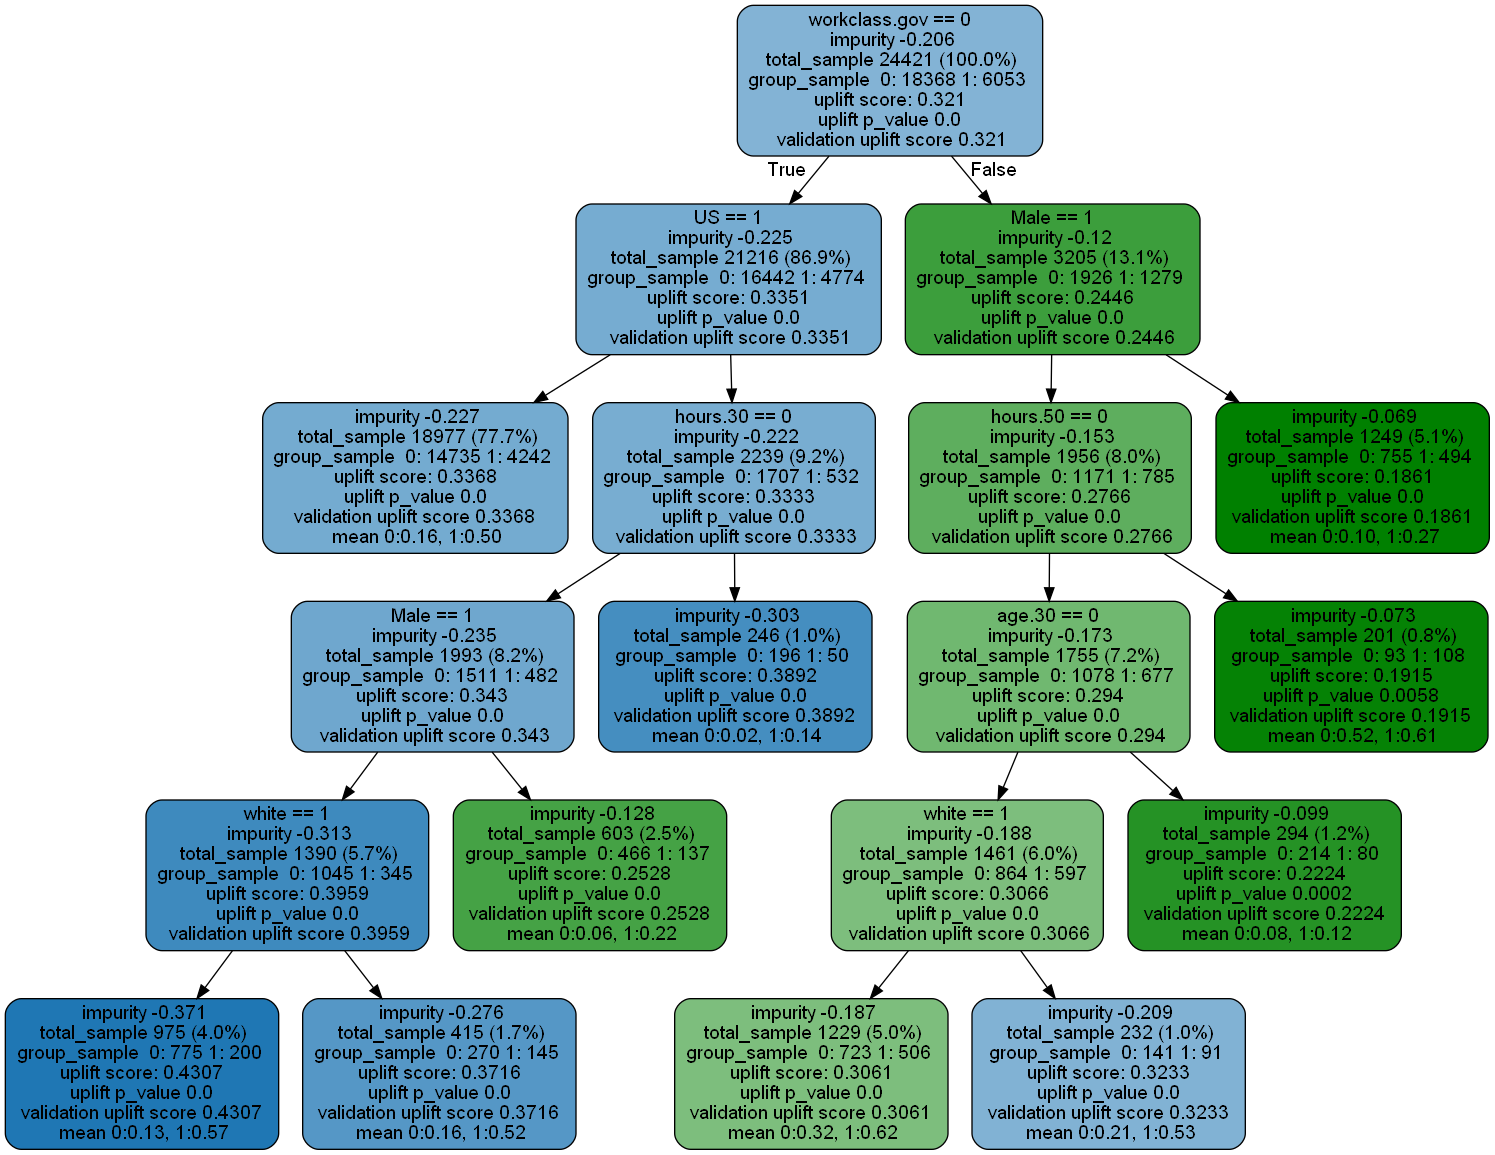 workclass.gov == 0
impurity -0.206
total_sample 24421 (100.0%)
group_sample  0: 18368 1: 6053
uplift score: 0.321
uplift p_value 0.0
validation uplift score 0.321
True
False
US == 1
impurity -0.225
total_sample 21216 (86.9%)
group_sample  0: 16442 1: 4774
uplift score: 0.3351
uplift p_value 0.0
validation uplift score 0.3351
Male == 1
impurity -0.12
total_sample 3205 (13.1%)
group_sample  0: 1926 1: 1279
uplift score: 0.2446
uplift p_value 0.0
validation uplift score 0.2446
impurity -0.227
total_sample 18977 (77.7%)
group_sample  0: 14735 1: 4242
uplift score: 0.3368
uplift p_value 0.0
validation uplift score 0.3368
mean 0:0.16, 1:0.50
hours.30 == 0
impurity -0.222
total_sample 2239 (9.2%)
group_sample  0: 1707 1: 532
uplift score: 0.3333
uplift p_value 0.0
validation uplift score 0.3333
hours.50 == 0
impurity -0.153
total_sample 1956 (8.0%)
group_sample  0: 1171 1: 785
uplift score: 0.2766
uplift p_value 0.0
validation uplift score 0.2766
impurity -0.069
total_sample 1249 (5.1%)
group_sample  0: 755 1: 494
uplift score: 0.1861
uplift p_value 0.0
validation uplift score 0.1861
mean 0:0.10, 1:0.27
Male == 1
impurity -0.235
total_sample 1993 (8.2%)
group_sample  0: 1511 1: 482
uplift score: 0.343
uplift p_value 0.0
validation uplift score 0.343
impurity -0.303
total_sample 246 (1.0%)
group_sample  0: 196 1: 50
uplift score: 0.3892
uplift p_value 0.0
validation uplift score 0.3892
mean 0:0.02, 1:0.14
age.30 == 0
impurity -0.173
total_sample 1755 (7.2%)
group_sample  0: 1078 1: 677
uplift score: 0.294
uplift p_value 0.0
validation uplift score 0.294
impurity -0.073
total_sample 201 (0.8%)
group_sample  0: 93 1: 108
uplift score: 0.1915
uplift p_value 0.0058
validation uplift score 0.1915
mean 0:0.52, 1:0.61
white == 1
impurity -0.313
total_sample 1390 (5.7%)
group_sample  0: 1045 1: 345
uplift score: 0.3959
uplift p_value 0.0
validation uplift score 0.3959
impurity -0.128
total_sample 603 (2.5%)
group_sample  0: 466 1: 137
uplift score: 0.2528
uplift p_value 0.0
validation uplift score 0.2528
mean 0:0.06, 1:0.22
white == 1
impurity -0.188
total_sample 1461 (6.0%)
group_sample  0: 864 1: 597
uplift score: 0.3066
uplift p_value 0.0
validation uplift score 0.3066
impurity -0.099
total_sample 294 (1.2%)
group_sample  0: 214 1: 80
uplift score: 0.2224
uplift p_value 0.0002
validation uplift score 0.2224
mean 0:0.08, 1:0.12
impurity -0.371
total_sample 975 (4.0%)
group_sample  0: 775 1: 200
uplift score: 0.4307
uplift p_value 0.0
validation uplift score 0.4307
mean 0:0.13, 1:0.57
impurity -0.276
total_sample 415 (1.7%)
group_sample  0: 270 1: 145
uplift score: 0.3716
uplift p_value 0.0
validation uplift score 0.3716
mean 0:0.16, 1:0.52
impurity -0.187
total_sample 1229 (5.0%)
group_sample  0: 723 1: 506
uplift score: 0.3061
uplift p_value 0.0
validation uplift score 0.3061
mean 0:0.32, 1:0.62
impurity -0.209
total_sample 232 (1.0%)
group_sample  0: 141 1: 91
uplift score: 0.3233
uplift p_value 0.0
validation uplift score 0.3233
mean 0:0.21, 1:0.53